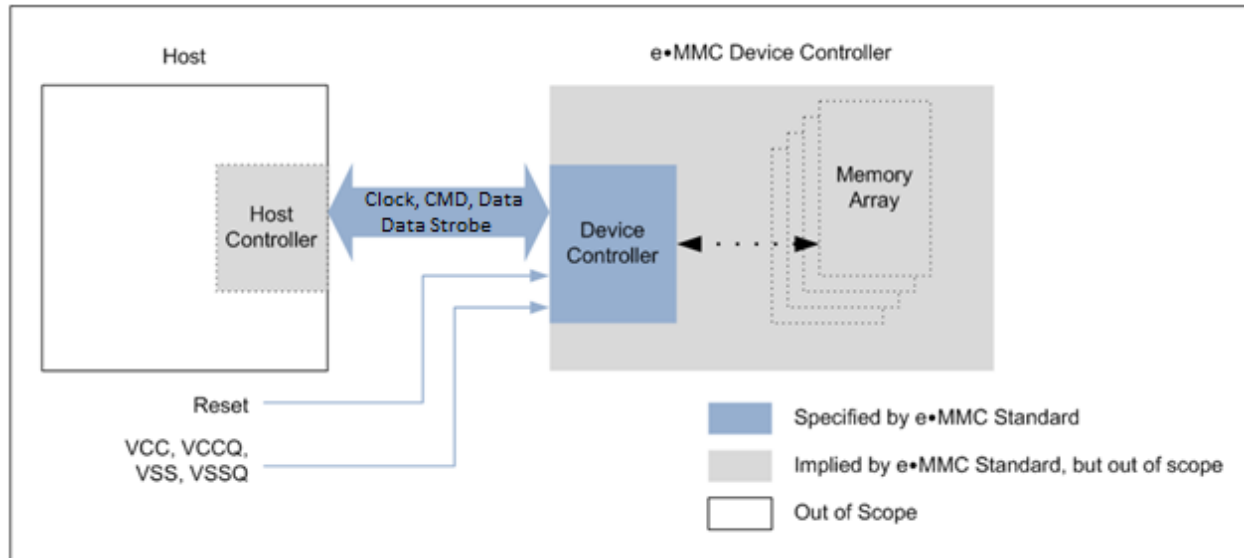 Host
e•MMC Device Controller
Host
Controller
Clock, CMD, Data
Data Strobe
Device
Controller
Memory
Array
Reset
VCC, VCCQ,
VSS, VSSQ
Specified by e•MMC Standard
Implied by e•MMC Standard, but out of scope
Out of Scope